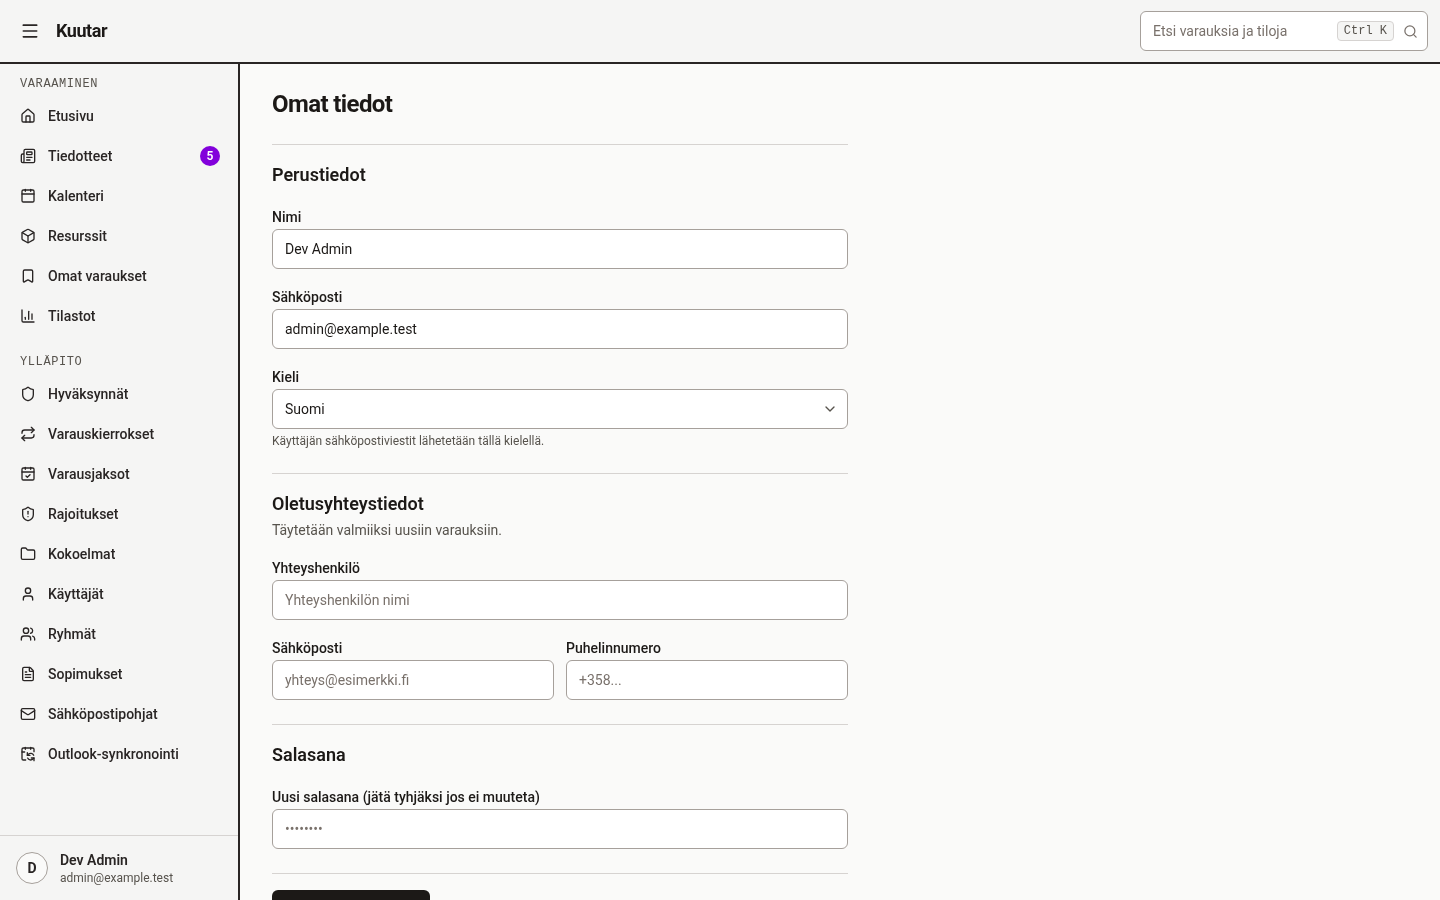 Kuutar
Etsi varauksia ja tiloja
Ctrl K
VARAAMINEN
Etusivu
Tiedotteet
5
Kalenteri
Resurssit
Omat varaukset
Tilastot
YLLÄPITO
Hyväksynnät
Varauskierrokset
Varausjaksot
Rajoitukset
Kokoelmat
Käyttäjät
Ryhmät
Sopimukset
Sähköpostipohjat
Outlook-synkronointi
D
Dev Admin
admin@example.test
Omat tiedot
Perustiedot
Nimi
Dev Admin
Sähköposti
admin@example.test
Kieli
Suomi
Käyttäjän sähköpostiviestit lähetetään tällä kielellä.
Oletusyhteystiedot
Täytetään valmiiksi uusiin varauksiin.
Yhteyshenkilö
Yhteyshenkilön nimi
Sähköposti
Puhelinnumero
yhteys@esimerkki.fi
+358...
Salasana
Uusi salasana (jätä tyhjäksi jos ei muuteta)
••••••••